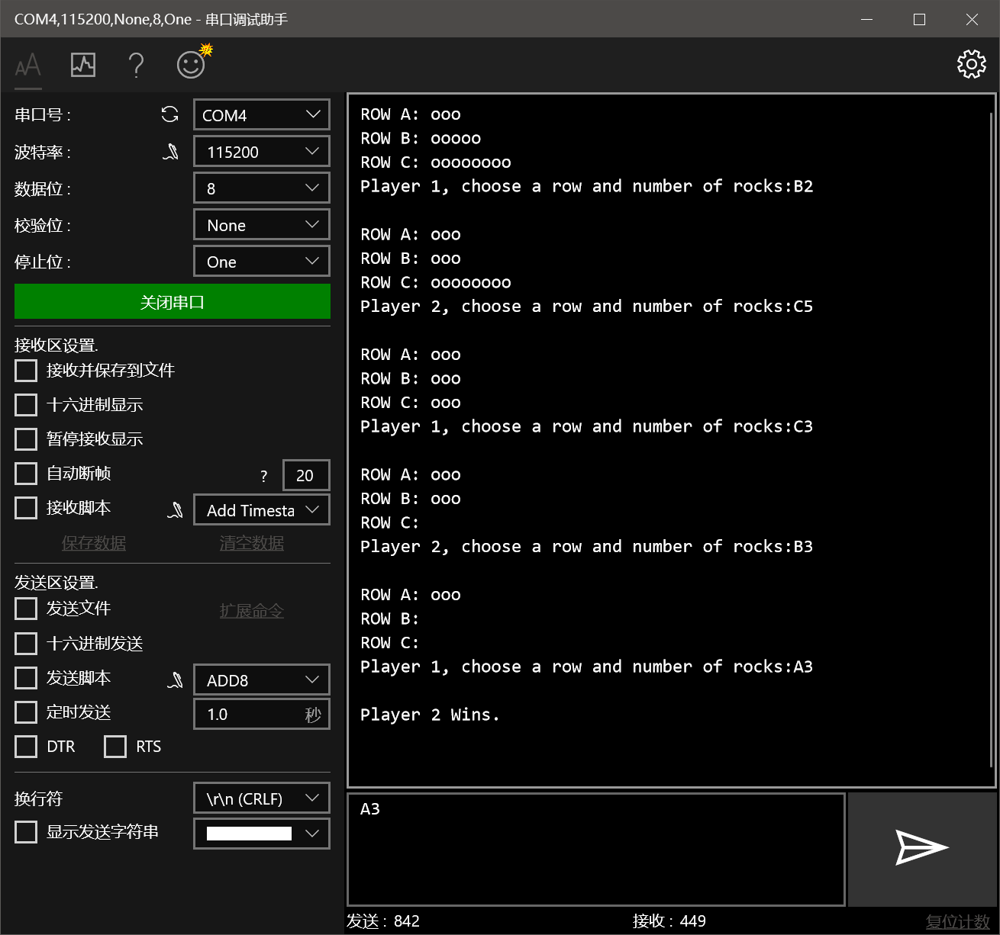 COM4,115200,None,8,One - 串口调试助手
串口号 :
COM4
波特率 :
115200
数据位 :
8
校验位 :
None
停止位 :
One
关闭串口
接收区设置.
接收并保存到文件
十六进制显示
暂停接收显示
自动断帧
?
20
接收脚本
Add Timesta
保存数据
清空数据
发送区设置.
发送文件
扩展命令
十六进制发送
发送脚本
ADD8
定时发送
1.0
秒
DTR
RTS
换行符
\r\n (CRLF)
显示发送字符串
ROW A: ooo
ROW B: ooooo
ROW C: oooooooo
Player 1, choose a row and number of rocks:B2
ROW A: ooo
ROW B: ooo
ROW C: oooooooo
Player 2, choose a row and number of rocks:C5
ROW A: ooo
ROW B: ooo
ROW C: ooo
Player 1, choose a row and number of rocks:C3
ROW A: ooo
ROW B: ooo
ROW C:
Player 2, choose a row and number of rocks:B3
ROW A: ooo
ROW B:
ROW C:
Player 1, choose a row and number of rocks:A3
Player 2 Wins.
A3
发送 : 842
接收 : 449
复位计数